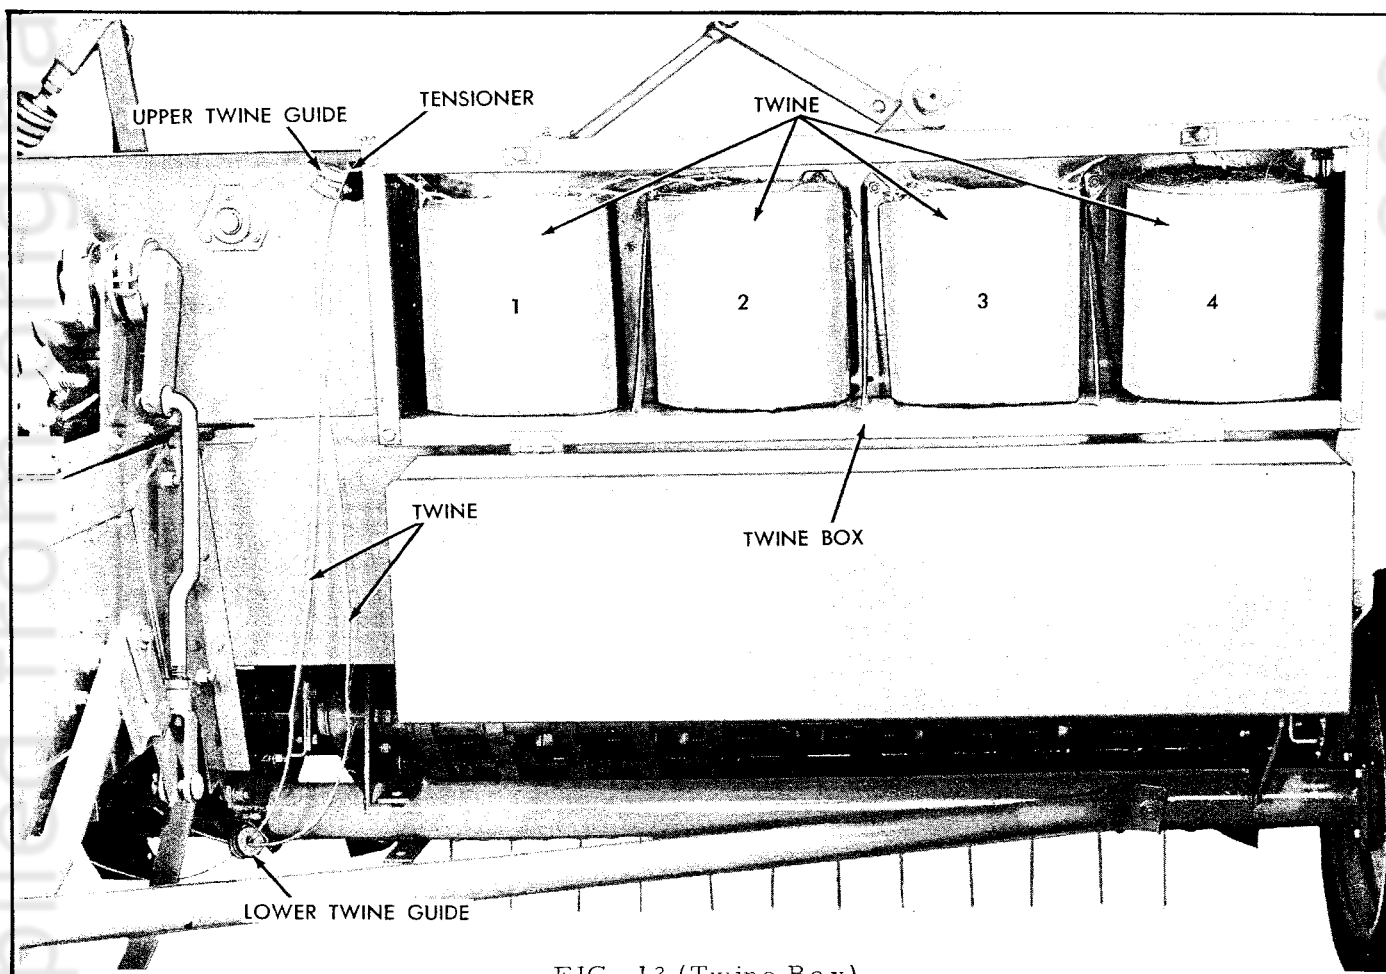 TENSIONER
UPPER TWINE GUIDE
TWINE
1
2
3
4
TWINE
TWINE BOX
LOWER TWINE GUIDE
FIG. 13 (Twine Box)